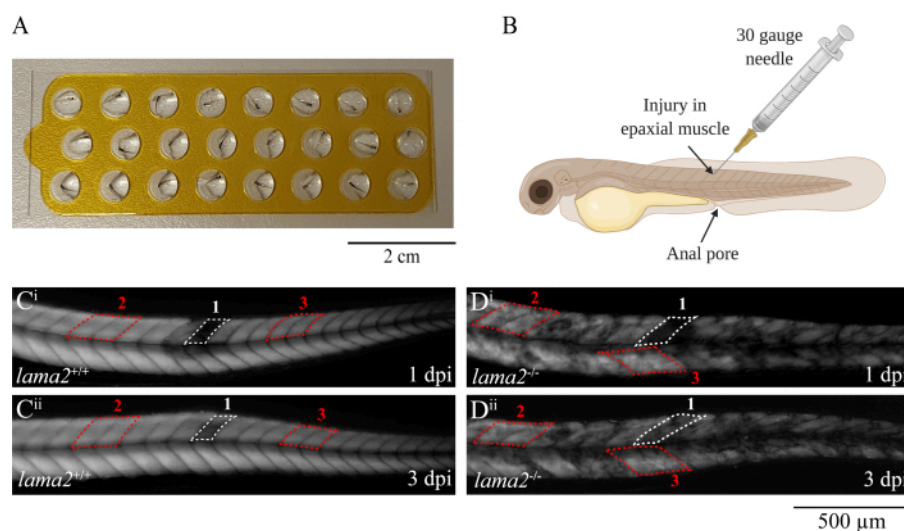 A
B
30 gauge
needle
Injury in
epaxial muscle
Anal pore
2 cm
Cⁱ
2
1
3
lama2⁺/⁺
1 dpi
Dⁱ
2
1
3
lama2⁻/⁻
1 dpi
Cⁱⁱ
2
1
3
lama2⁺/⁺
3 dpi
Dⁱⁱ
2
1
3
lama2⁻/⁻
3 dpi
500 µm